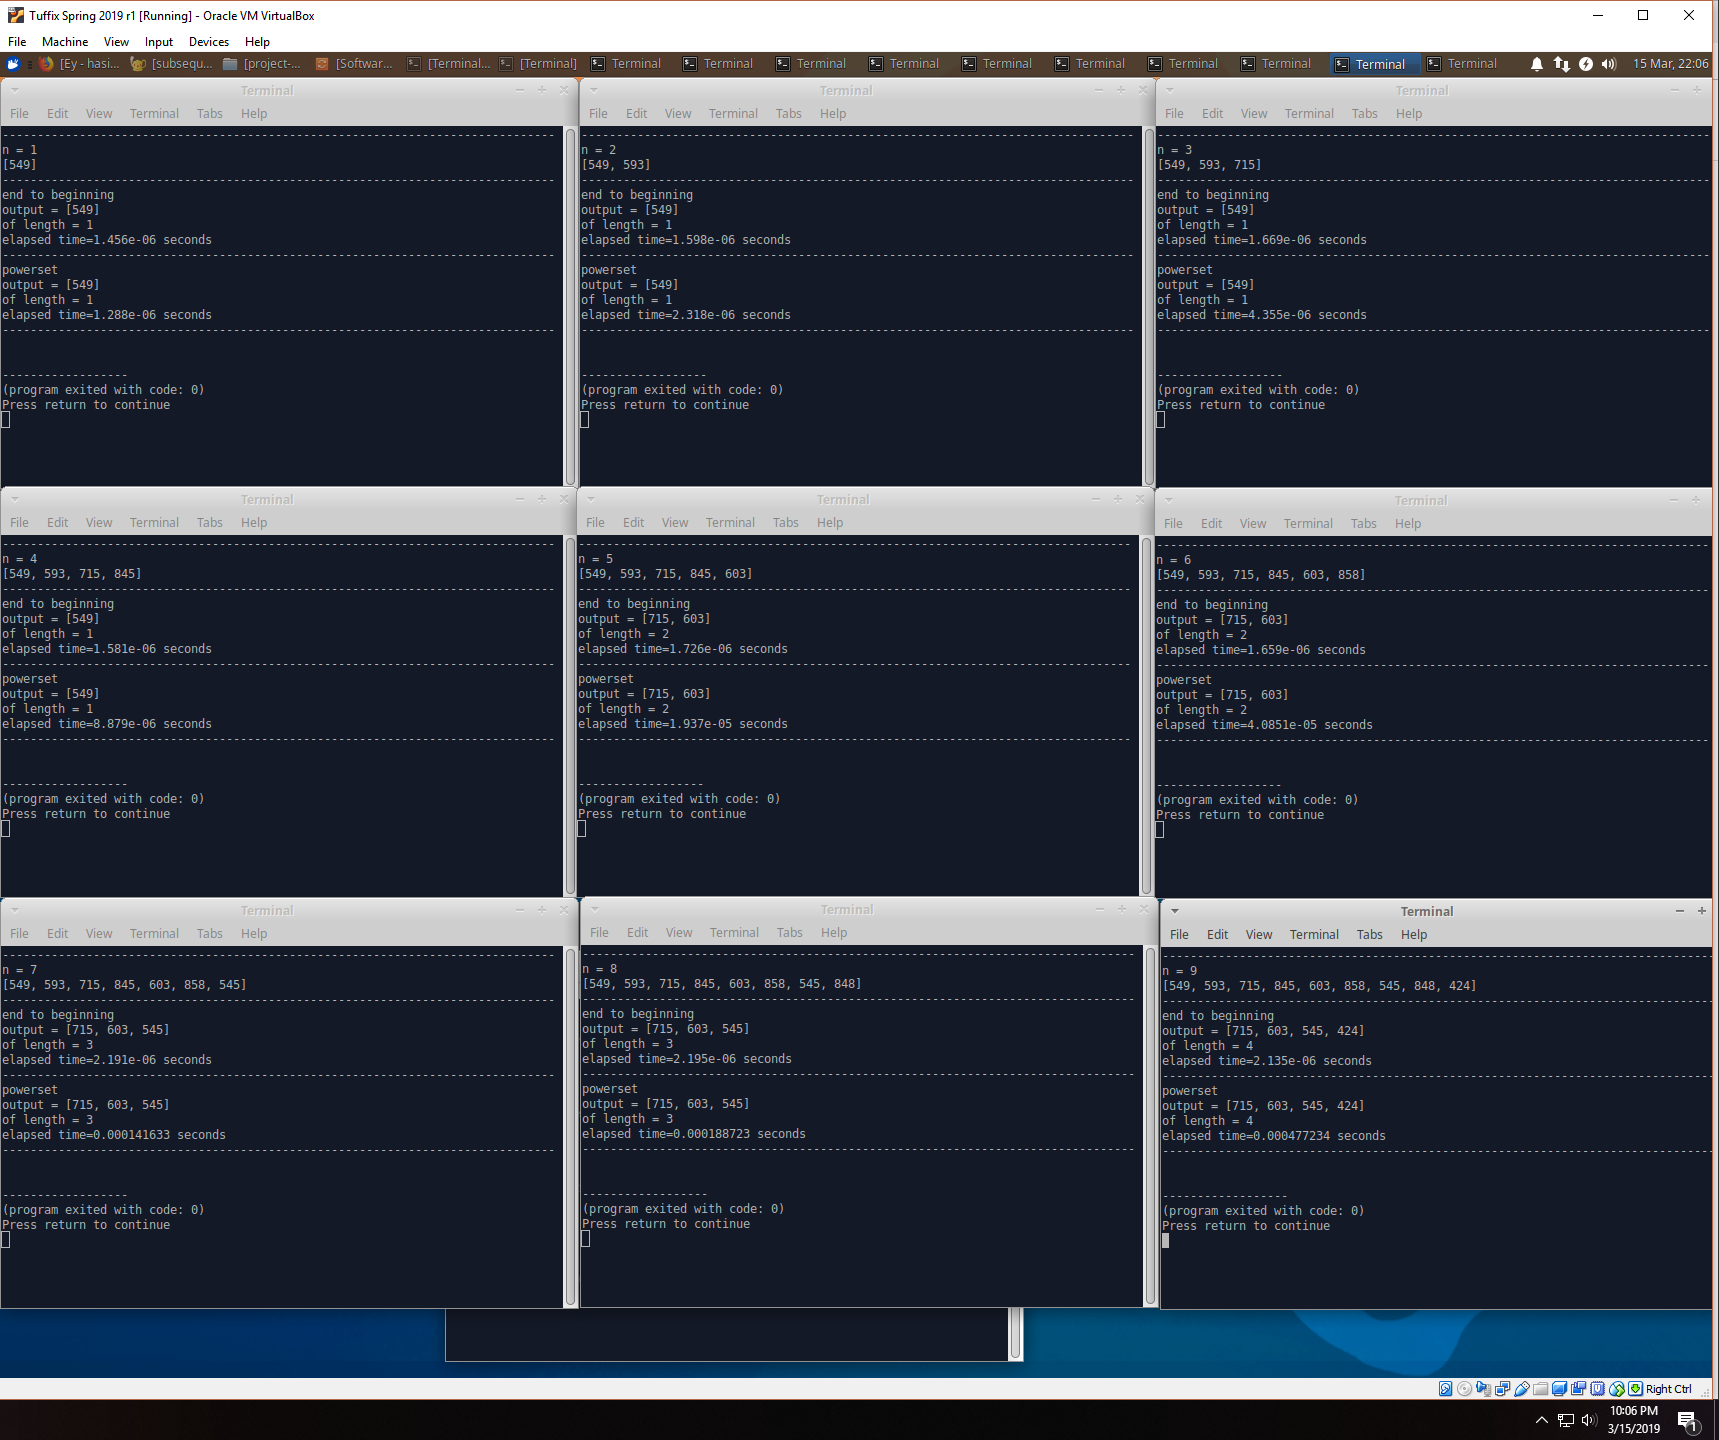 Tuffix Spring 2019 r1 [Running] - Oracle VM VirtualBox
File Machine View Input Devices Help
[Ey - hasi... [subsequ... [project-... [Softwar... [Terminal... [Terminal] Terminal Terminal Terminal Terminal Terminal Terminal Terminal Terminal Terminal Terminal 15 Mar, 22:06
Terminal
File Edit View Terminal Tabs Help
n = 1
[549]
end to beginning
output = [549]
of length = 1
elapsed time=1.456e-06 seconds
powerset
output = [549]
of length = 1
elapsed time=1.288e-06 seconds
------------------
(program exited with code: 0)
Press return to continue
Terminal
File Edit View Terminal Tabs Help
n = 2
[549, 593]
end to beginning
output = [549]
of length = 1
elapsed time=1.598e-06 seconds
powerset
output = [549]
of length = 1
elapsed time=2.318e-06 seconds
------------------
(program exited with code: 0)
Press return to continue
Terminal
File Edit View Terminal Tabs Help
n = 3
[549, 593, 715]
end to beginning
output = [549]
of length = 1
elapsed time=1.669e-06 seconds
powerset
output = [549]
of length = 1
elapsed time=4.355e-06 seconds
------------------
(program exited with code: 0)
Press return to continue
Terminal
File Edit View Terminal Tabs Help
n = 4
[549, 593, 715, 845]
end to beginning
output = [549]
of length = 1
elapsed time=1.581e-06 seconds
powerset
output = [549]
of length = 1
elapsed time=8.879e-06 seconds
------------------
(program exited with code: 0)
Press return to continue
Terminal
File Edit View Terminal Tabs Help
n = 5
[549, 593, 715, 845, 603]
end to beginning
output = [715, 603]
of length = 2
elapsed time=1.726e-06 seconds
powerset
output = [715, 603]
of length = 2
elapsed time=1.937e-05 seconds
------------------
(program exited with code: 0)
Press return to continue
Terminal
File Edit View Terminal Tabs Help
n = 6
[549, 593, 715, 845, 603, 858]
end to beginning
output = [715, 603]
of length = 2
elapsed time=1.659e-06 seconds
powerset
output = [715, 603]
of length = 2
elapsed time=4.0851e-05 seconds
------------------
(program exited with code: 0)
Press return to continue
Terminal
File Edit View Terminal Tabs Help
n = 7
[549, 593, 715, 845, 603, 858, 545]
end to beginning
output = [715, 603, 545]
of length = 3
elapsed time=2.191e-06 seconds
powerset
output = [715, 603, 545]
of length = 3
elapsed time=0.000141633 seconds
------------------
(program exited with code: 0)
Press return to continue
Terminal
File Edit View Terminal Tabs Help
n = 8
[549, 593, 715, 845, 603, 858, 545, 848]
end to beginning
output = [715, 603, 545]
of length = 3
elapsed time=2.195e-06 seconds
powerset
output = [715, 603, 545]
of length = 3
elapsed time=0.000188723 seconds
------------------
(program exited with code: 0)
Press return to continue
Terminal
File Edit View Terminal Tabs Help
n = 9
[549, 593, 715, 845, 603, 858, 545, 848, 424]
end to beginning
output = [715, 603, 545, 424]
of length = 4
elapsed time=2.135e-06 seconds
powerset
output = [715, 603, 545, 424]
of length = 4
elapsed time=0.000477234 seconds
------------------
(program exited with code: 0)
Press return to continue
Right Ctrl
10:06 PM
3/15/2019
1